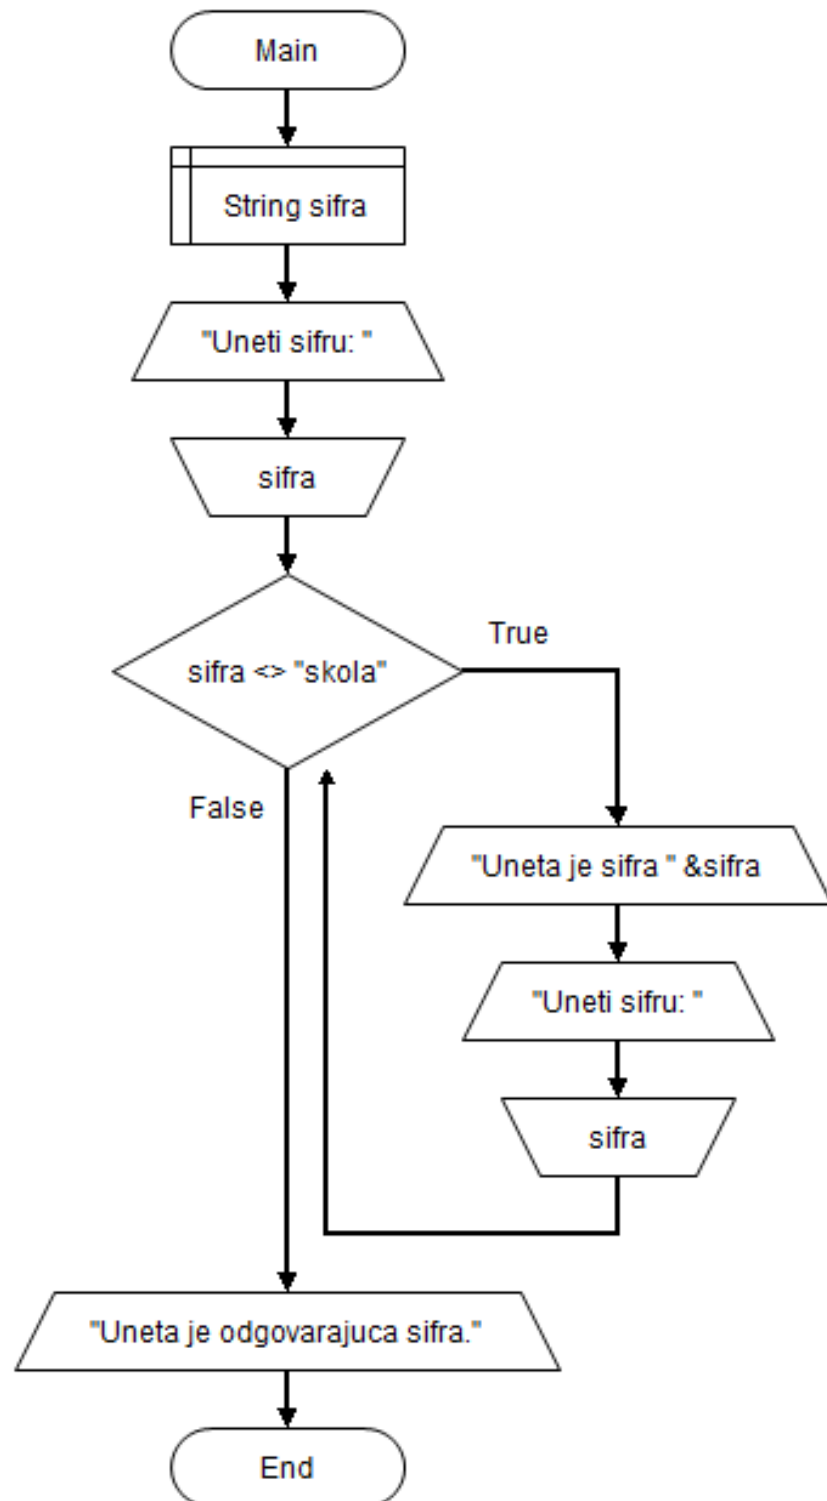 Main
String sifra
"Uneti sifru: "
sifra
sifra <> "skola"
True
False
"Uneta je sifra " &sifra
"Uneti sifru: "
sifra
"Uneta je odgovarajuca sifra."
End